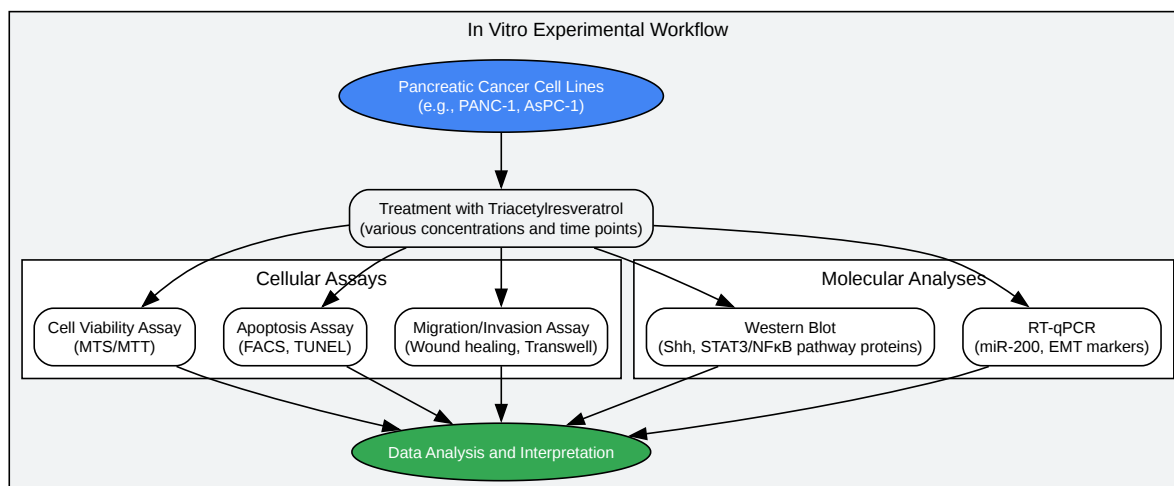 In Vitro Experimental Workflow
Pancreatic Cancer Cell Lines
(e.g., PANC-1, AsPC-1)
Treatment with Triacetylresveratrol
(various concentrations and time points)
Cellular Assays
Molecular Analyses
Cell Viability Assay
(MTS/MTT)
Apoptosis Assay
(FACS, TUNEL)
Migration/Invasion Assay
(Wound healing, Transwell)
Western Blot
(Shh, STAT3/NFκB pathway proteins)
RT-qPCR
(miR-200, EMT markers)
Data Analysis and Interpretation